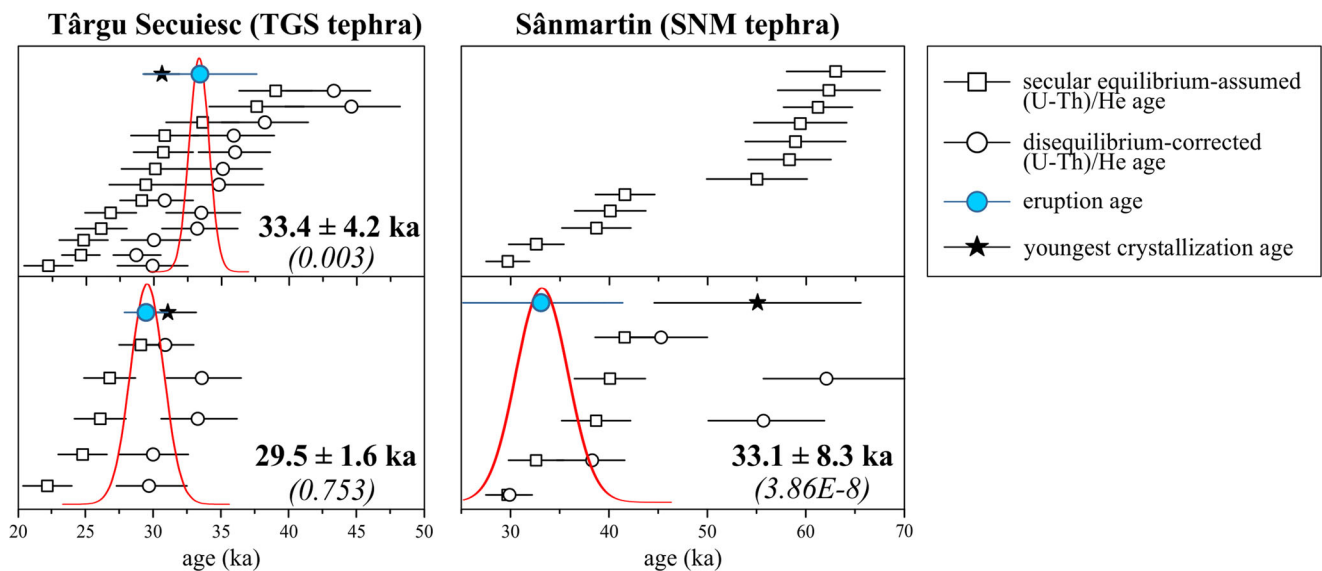 Târgu Secuiesc (TGS tephra)
Sânmartin (SNM tephra)
33.4 ± 4.2 ka
(0.003)
29.5 ± 1.6 ka
(0.753)
20 25 30 35 40 45 50
age (ka)
33.1 ± 8.3 ka
(3.86E-8)
30 40 50 60 70
age (ka)
secular equilibrium-assumed
(U-Th)/He age
disequilibrium-corrected
(U-Th)/He age
eruption age
youngest crystallization age